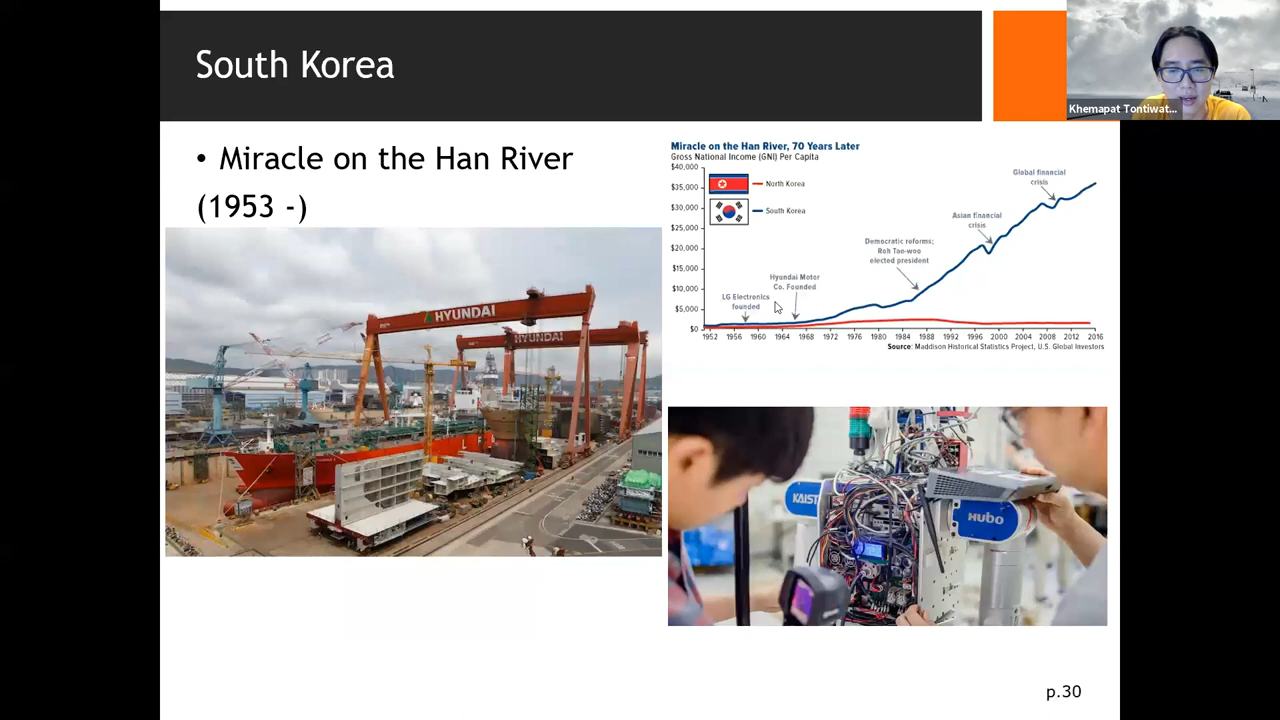 South Korea
Khemapat Tontiwat...
• Miracle on the Han River
(1953 -)
Miracle on the Han River, 70 Years Later
Gross National Income (GNI) Per Capita
$40,000
$35,000
$30,000
$25,000
$20,000
$15,000
$10,000
$5,000
$0
North Korea
South Korea
LG Electronics
founded
Hyundai Motor
Co. Founded
Democratic reforms;
Roh Tae-woo
elected president
Asian financial
crisis
Global financial
crisis
1952 1956 1960 1964 1968 1972 1976 1980 1984 1988 1992 1996 2000 2004 2008 2012 2016
Source: Maddison Historical Statistics Project, U.S. Global Investors
HYUNDAI
HYUNDAI
KAIST
HUBO
p.30